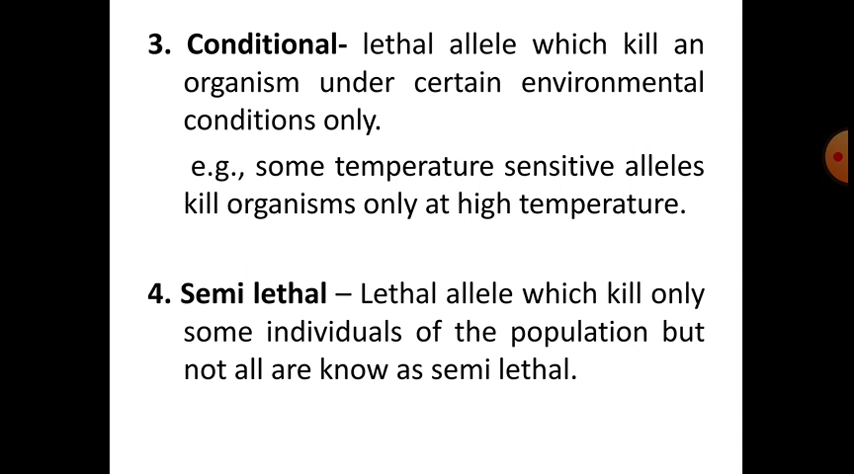 3. Conditional- lethal allele which kill an
organism under certain environmental
conditions only.
e.g., some temperature sensitive alleles
kill organisms only at high temperature.
4. Semi lethal – Lethal allele which kill only
some individuals of the population but
not all are know as semi lethal.